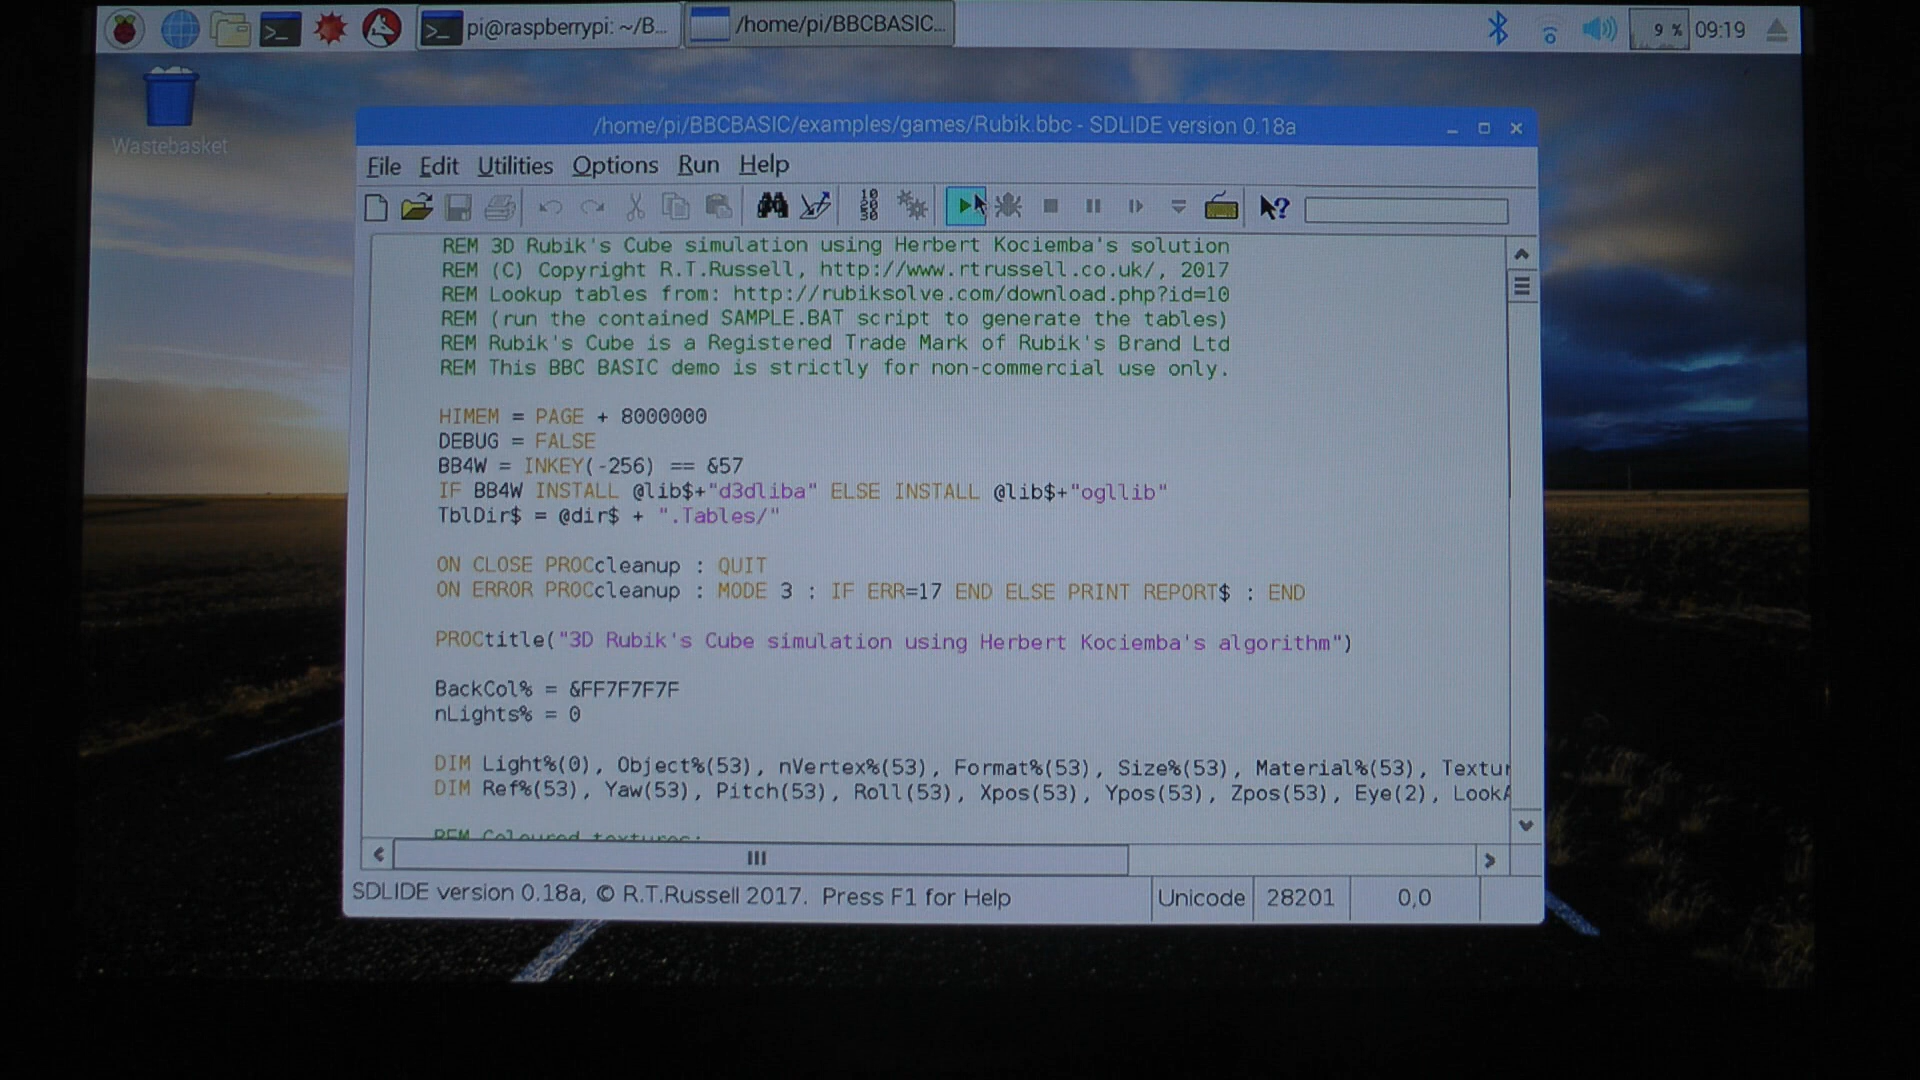 pi@raspberrypi: ~/B...
/home/pi/BBCBASIC...
9 %
09:19
Wastebasket
/home/pi/BBCBASIC/examples/games/Rubik.bbc - SDLIDE version 0.18a
File Edit Utilities Options Run Help
REM 3D Rubik's Cube simulation using Herbert Kociemba's solution
REM (C) Copyright R.T.Russell, http://www.rtrussell.co.uk/, 2017
REM Lookup tables from: http://rubiksolve.com/download.php?id=10
REM (run the contained SAMPLE.BAT script to generate the tables)
REM Rubik's Cube is a Registered Trade Mark of Rubik's Brand Ltd
REM This BBC BASIC demo is strictly for non-commercial use only.
HIMEM = PAGE + 8000000
DEBUG = FALSE
BB4W = INKEY(-256) == &57
IF BB4W INSTALL @lib$+"d3dliba" ELSE INSTALL @lib$+"ogllib"
TblDir$ = @dir$ + ".Tables/"
ON CLOSE PROCcleanup : QUIT
ON ERROR PROCcleanup : MODE 3 : IF ERR=17 END ELSE PRINT REPORT$ : END
PROCtitle("3D Rubik's Cube simulation using Herbert Kociemba's algorithm")
BackCol% = &FF7F7F7F
nLights% = 0
DIM Light%(0), Object%(53), nVertex%(53), Format%(53), Size%(53), Material%(53), Textur
DIM Ref%(53), Yaw(53), Pitch(53), Roll(53), Xpos(53), Ypos(53), Zpos(53), Eye(2), LookA
REM Coloured textures:
SDLIDE version 0.18a, © R.T.Russell 2017. Press F1 for Help
Unicode 28201 0,0